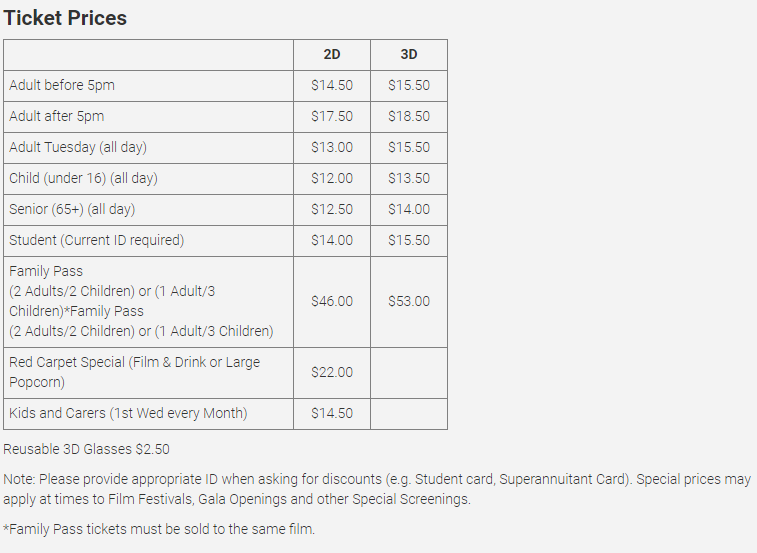 Ticket Prices
2D 3D
Adult before 5pm $14.50 $15.50
Adult after 5pm $17.50 $18.50
Adult Tuesday (all day) $13.00 $15.50
Child (under 16) (all day) $12.00 $13.50
Senior (65+) (all day) $12.50 $14.00
Student (Current ID required) $14.00 $15.50
Family Pass
(2 Adults/2 Children) or (1 Adult/3
Children)*Family Pass
(2 Adults/2 Children) or (1 Adult/3 Children)
$46.00 $53.00
Red Carpet Special (Film & Drink or Large
Popcorn)
$22.00
Kids and Carers (1st Wed every Month) $14.50
Reusable 3D Glasses $2.50
Note: Please provide appropriate ID when asking for discounts (e.g. Student card, Superannuitant Card). Special prices may
apply at times to Film Festivals, Gala Openings and other Special Screenings.
*Family Pass tickets must be sold to the same film.